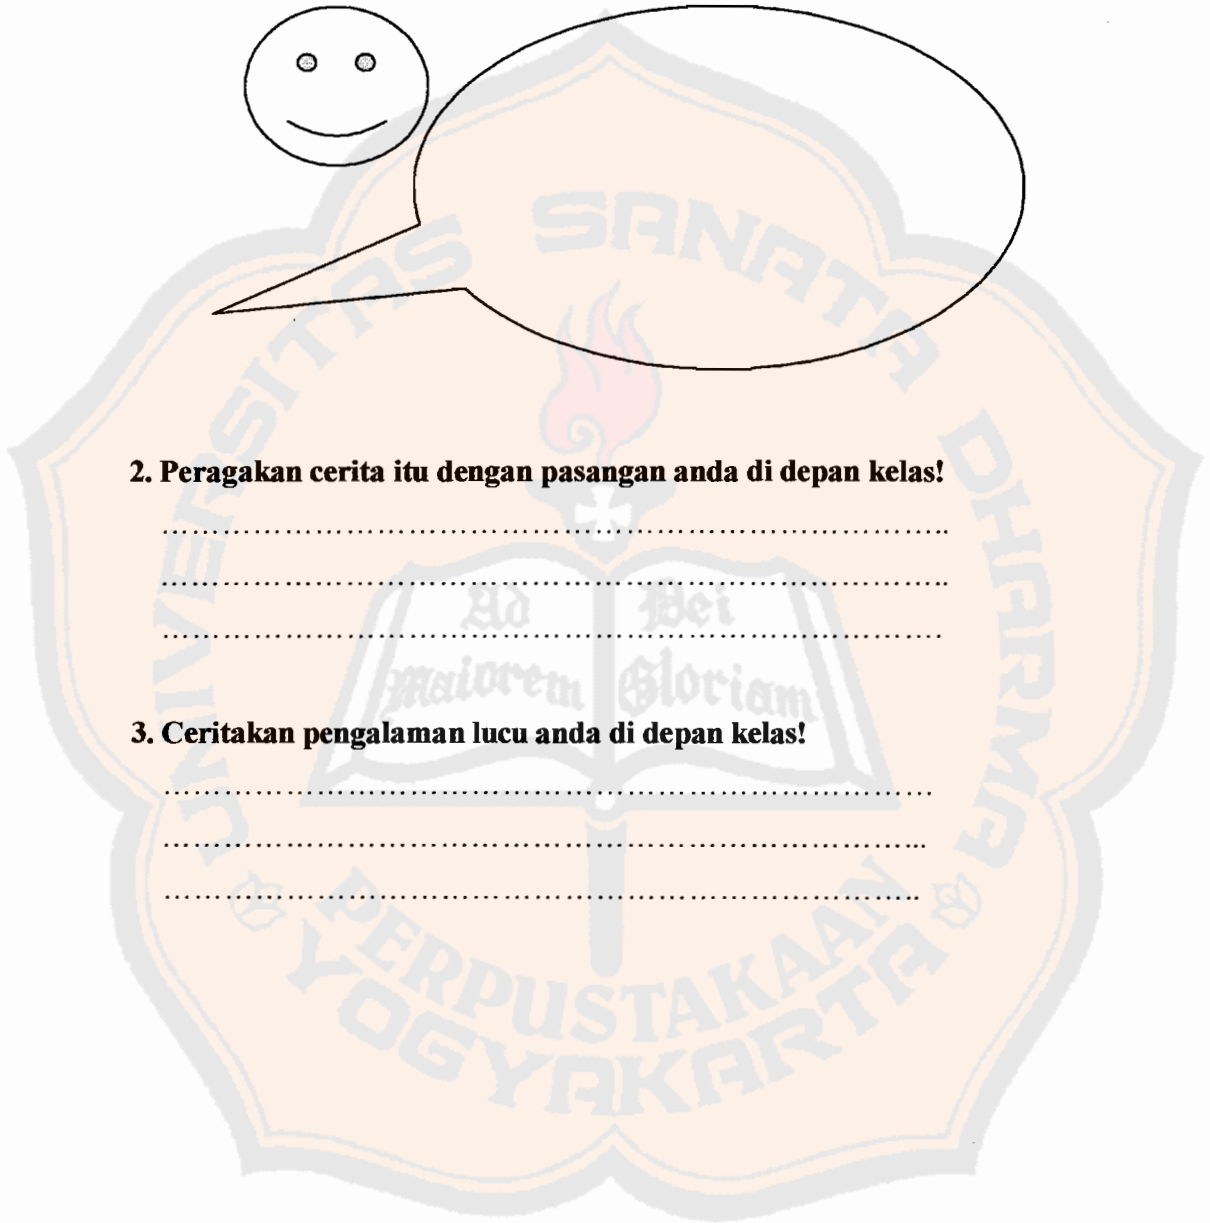 2. Peragakan cerita itu dengan pasangan anda di depan kelas!
……………………………………………………………………………….
………………………………………………………………………………..
………………………………………………………………………………
3. Ceritakan pengalaman lucu anda di depan kelas!
………………………………………………………………………………
……………………………………………………………………………..
…………………………………………………………………………….
UNIVERSITAS SANATA DHARMA
Ad Dei
Maiorem Gloriam
PERPUSTAKAAN
YOGYAKARTA